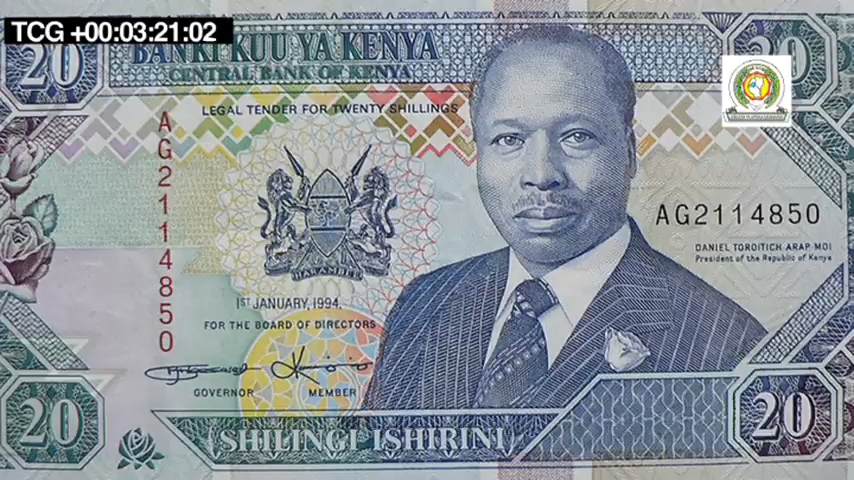 TCG +00:03:21:02
20
BANKI KUU YA KENYA
20
CENTRAL BANK OF KENYA
LEGAL TENDER FOR TWENTY SHILLINGS
AG2114850
AG2114850
DANIEL TOROITICH ARAP MOI
President of the Republic of Kenya
HARAMBEE
1ST JANUARY, 1994.
FOR THE BOARD OF DIRECTORS
GOVERNOR MEMBER
20
SHILINGI ISHIRINI
20